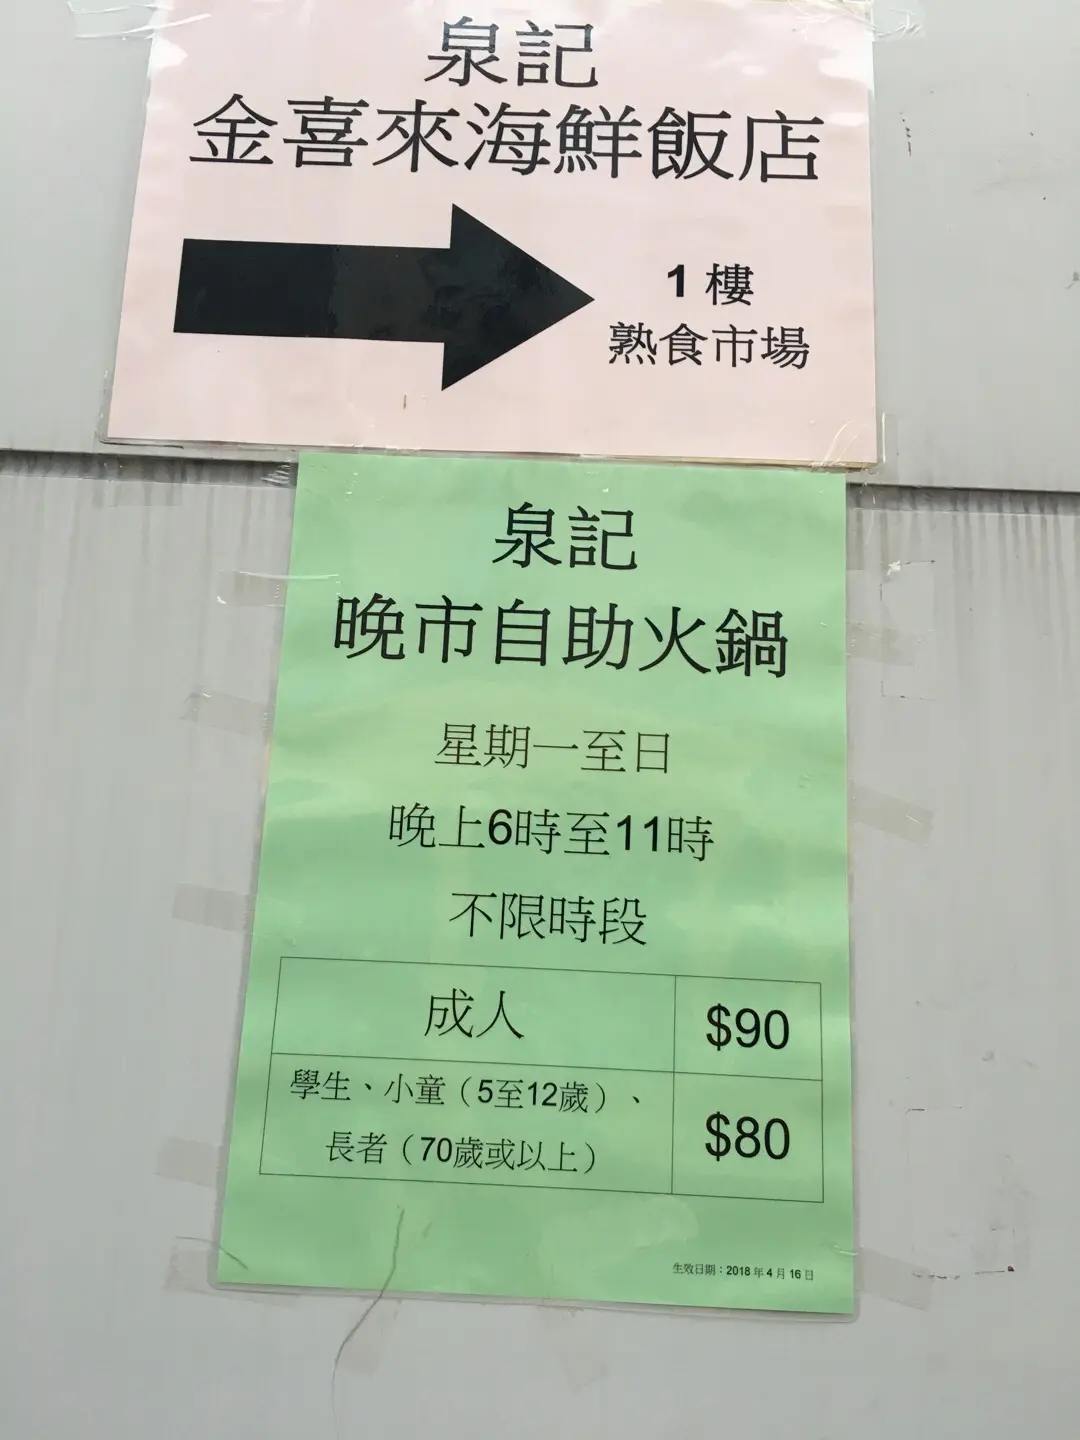 泉記
金喜來海鮮飯店
1 樓
熟食市場
泉記
晚市自助火鍋
星期一至日
晚上6時至11時
不限時段
成人 $90
學生、小童（5至12歲）、
長者（70歲或以上） $80
生效日期：2018 年 4 月 16 日